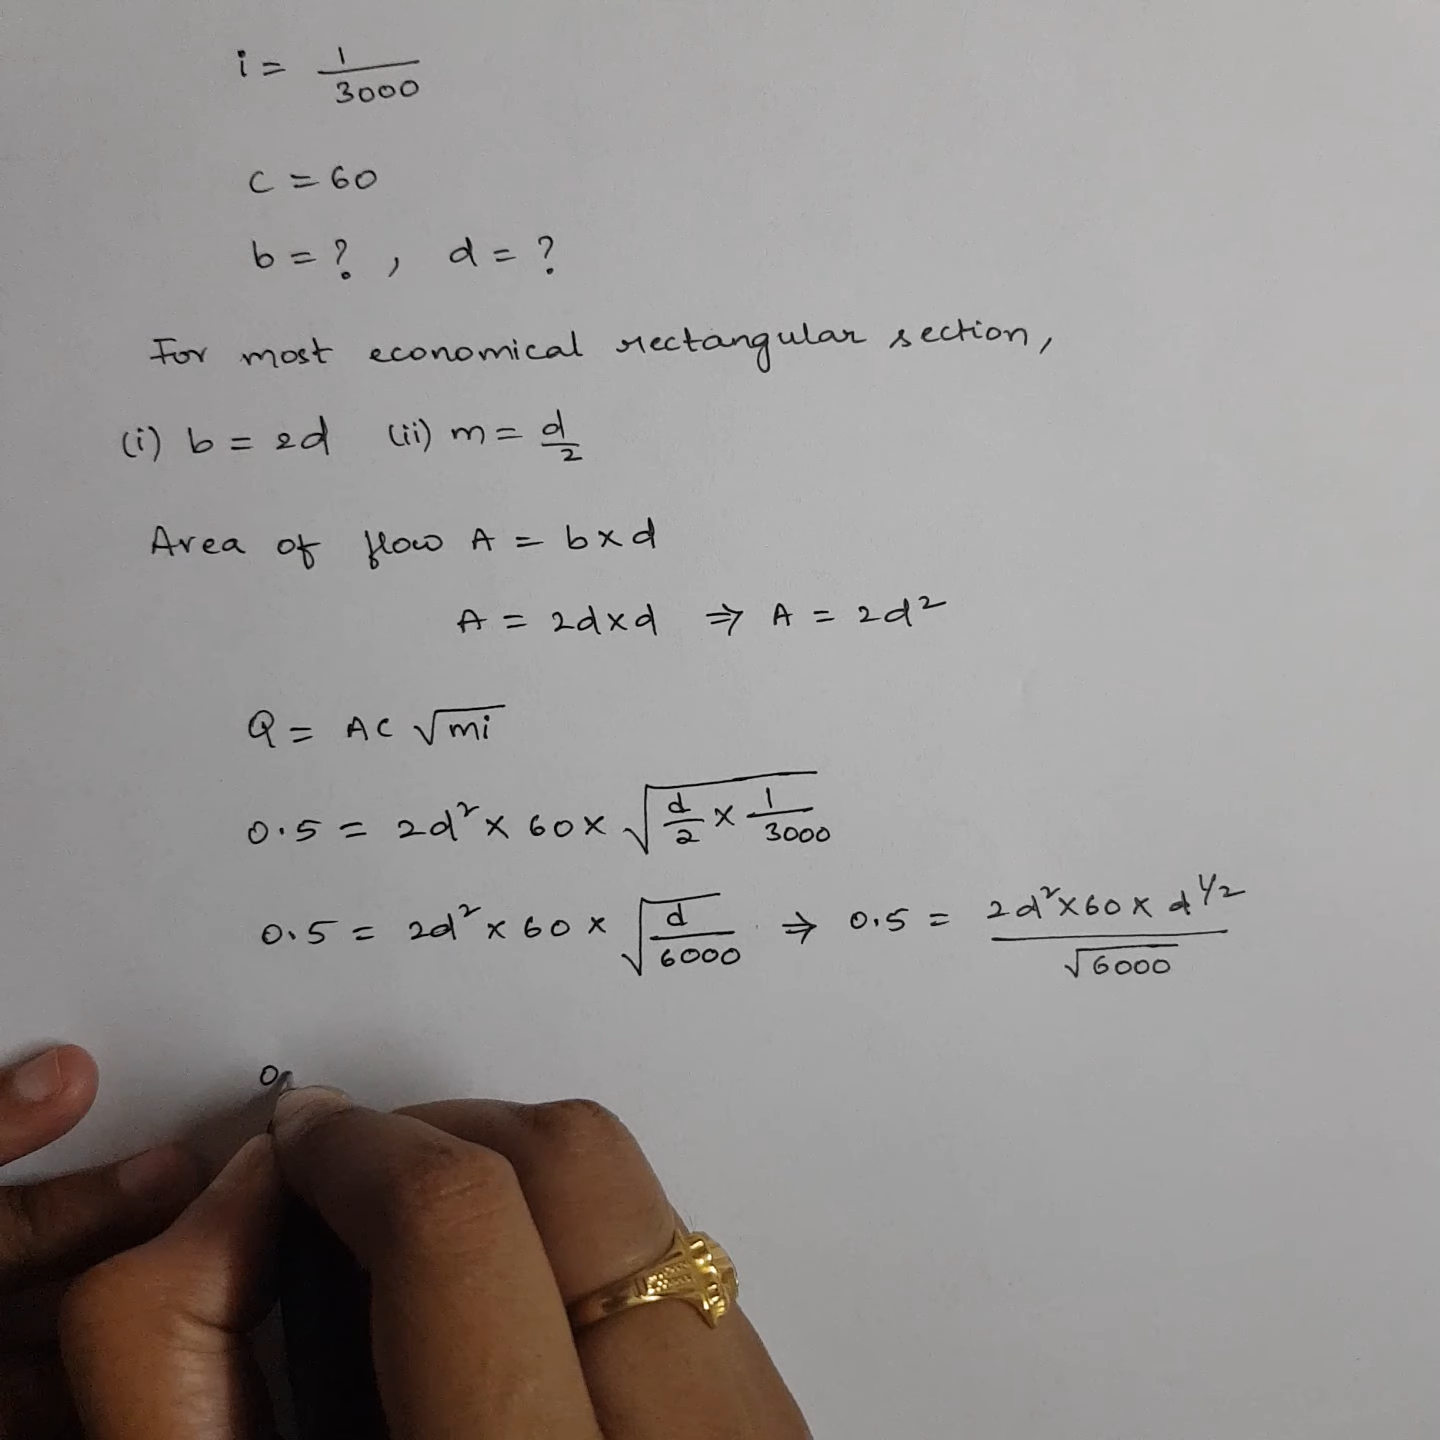 i = 1/3000
C = 60
b = ? , d = ?
For most economical rectangular section,
(i) b = 2d (ii) m = d/2
Area of flow A = b×d
A = 2d×d ⇒ A = 2d²
Q = AC √mi
0.5 = 2d² × 60 × √(d/2 × 1/3000)
0.5 = 2d² × 60 × √(d/6000) ⇒ 0.5 = (2d²×60×d^1/2)/√6000
0.